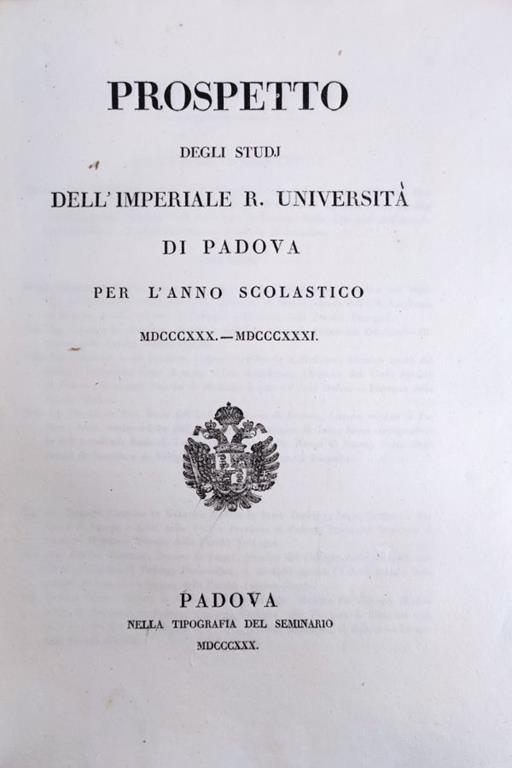 PROSPETTO
DEGLI STUDJ
DELL'IMPERIALE R. UNIVERSITÀ
DI PADOVA
PER L'ANNO SCOLASTICO
MDCCCXXX.—MDCCCXXXI.
PADOVA
NELLA TIPOGRAFIA DEL SEMINARIO
MDCCCXXX.